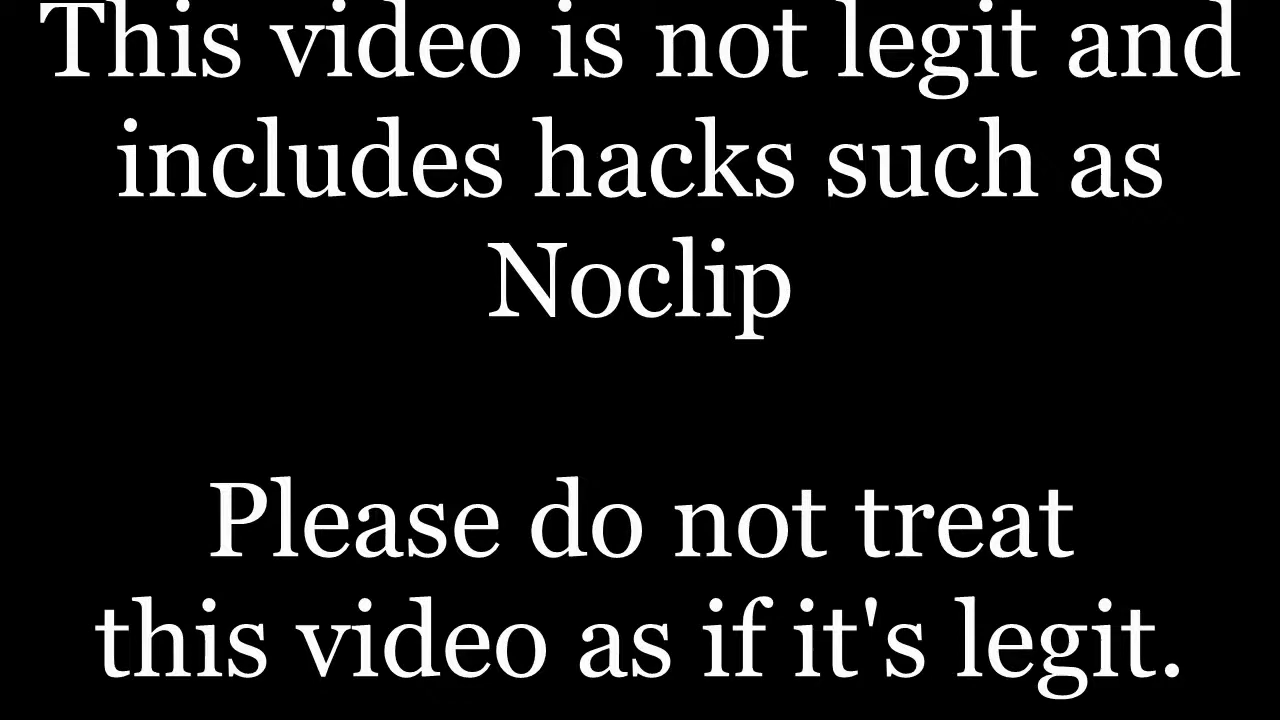 This video is not legit and
includes hacks such as
Noclip
Please do not treat
this video as if it's legit.